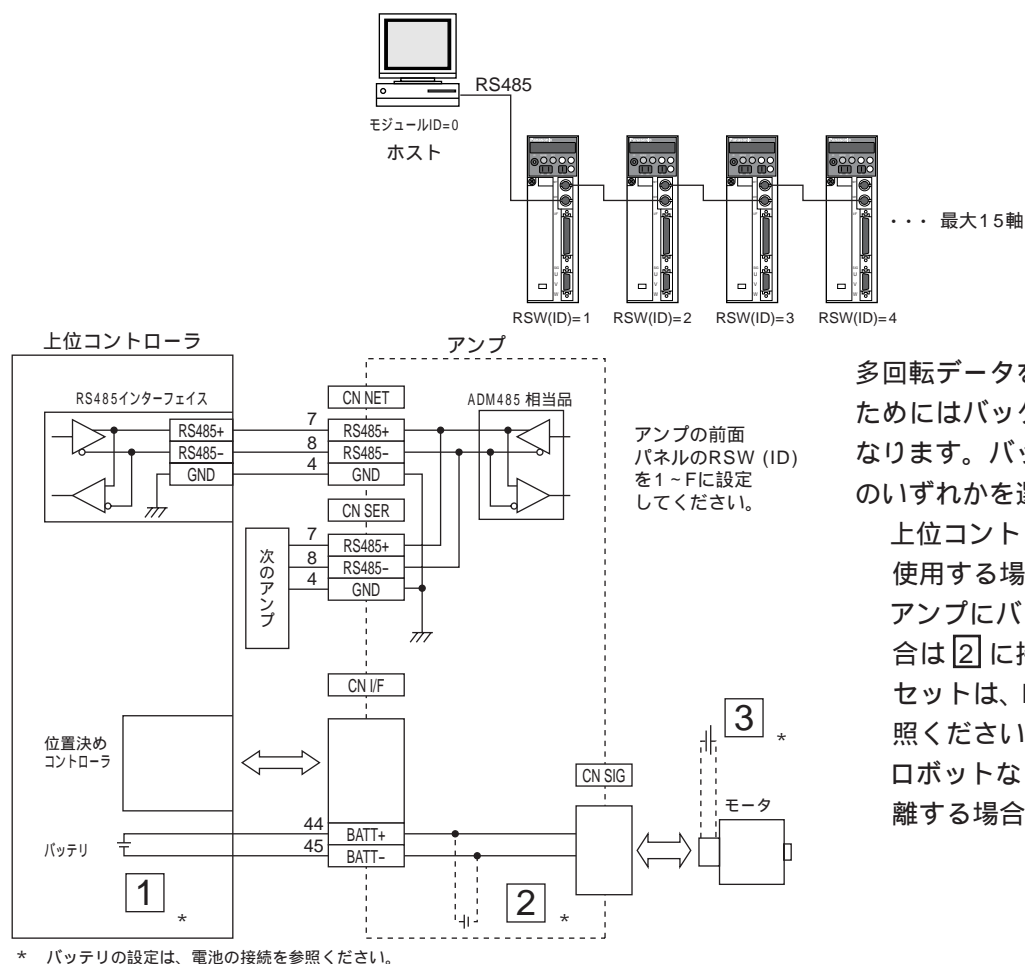 RS485
モジュールID=0
ホスト
・・・ 最大15軸
RSW(ID)=1
RSW(ID)=2
RSW(ID)=3
RSW(ID)=4
上位コントローラ
アンプ
RS485インターフェイス
RS485+
RS485-
GND
7
8
4
CN NET
RS485+
RS485-
GND
ADM485 相当品
アンプの前面
パネルのRSW (ID)
を1~Fに設定
してください。
CN SER
次のアンプ
7
8
4
RS485+
RS485-
GND
CN I/F
位置決め
コントローラ
バッテリ
44
45
BATT+
BATT-
1
*
2
*
CN SIG
3
*
モータ
* バッテリの設定は、電池の接続を参照ください。
多回転データを
ためにはバッ
なります。バッ
のいずれかを
上位コント
使用する場
アンプにバ
合は 2 に
セットは、
照ください
ロボットな
離する場合